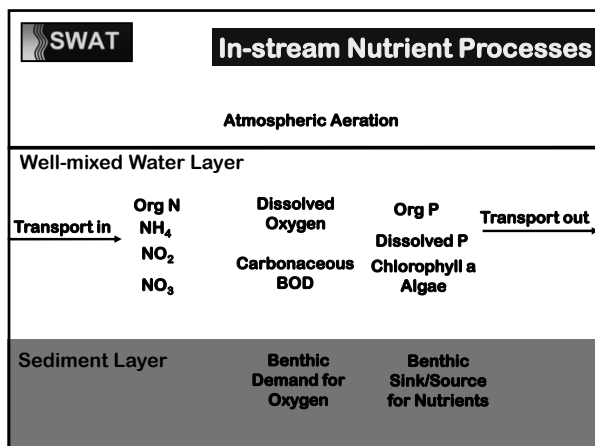 SWAT
In-stream Nutrient Processes
Atmospheric Aeration
Well-mixed Water Layer
Transport in
Org N
NH₄
NO₂
NO₃
Dissolved
Oxygen
Carbonaceous
BOD
Org P
Dissolved P
Chlorophyll a
Algae
Transport out
Sediment Layer
Benthic
Demand for
Oxygen
Benthic
Sink/Source
for Nutrients